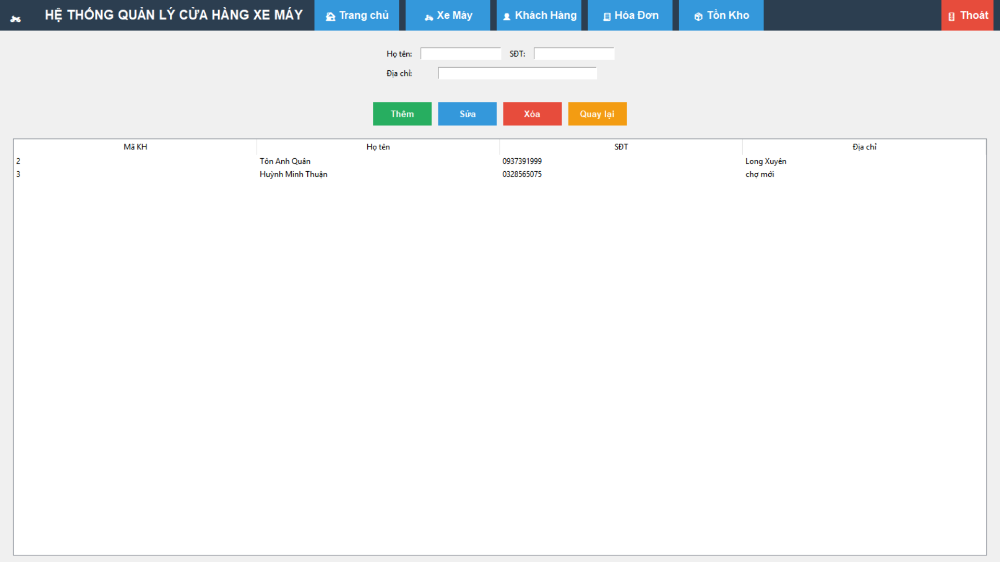 HỆ THỐNG QUẢN LÝ CỬA HÀNG XE MÁY Trang chủ Xe Máy Khách Hàng Hóa Đơn Tồn Kho Thoát
Họ tên: SĐT:
Địa chỉ:
Thêm Sửa Xóa Quay lại
Mã KH Họ tên SĐT Địa chỉ
2 Tôn Anh Quân 0937391999 Long Xuyên
3 Huỳnh Minh Thuận 0328565075 chợ mới